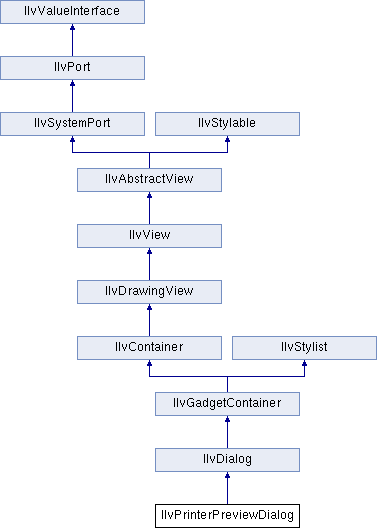 IlvValueInterface
IlvPort
IlvSystemPort
IlvStylable
IlvAbstractView
IlvView
IlvDrawingView
IlvContainer
IlvStylist
IlvGadgetContainer
IlvDialog
IlvPrinterPreviewDialog